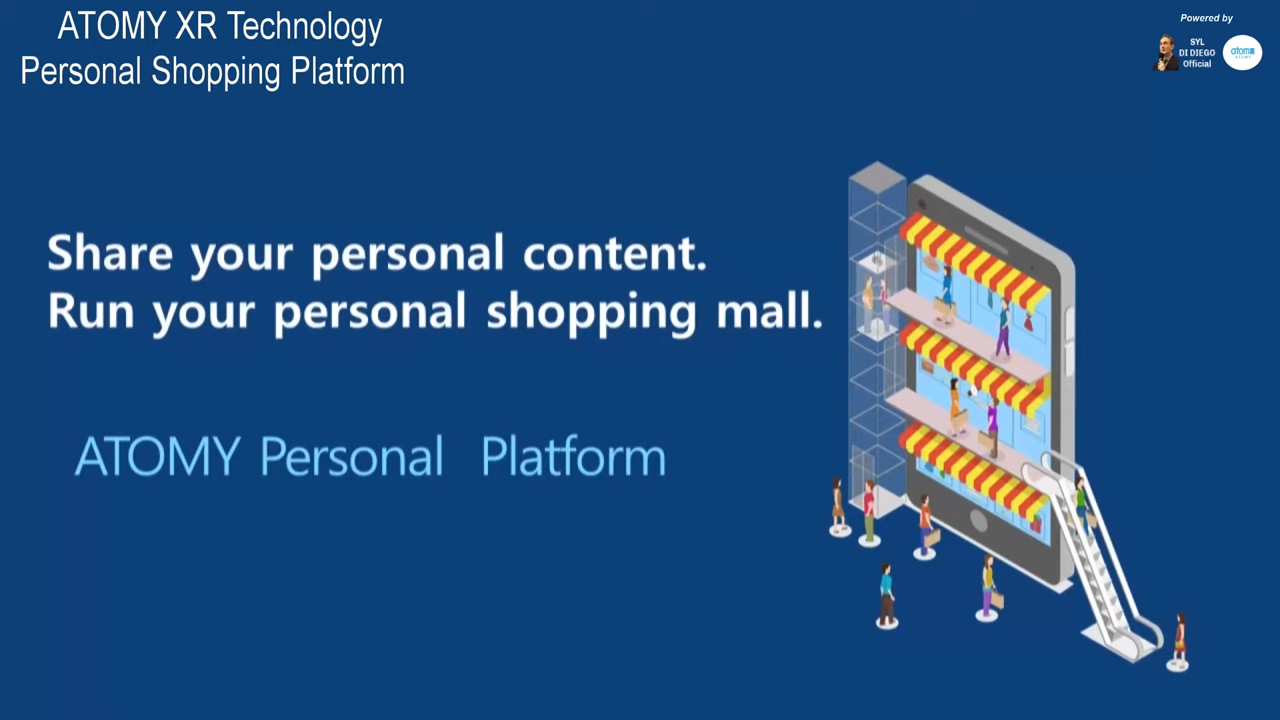 ATOMY XR Technology
Personal Shopping Platform
Powered by
SYL
DI DIEGO
Official
atom
ATOMY
Share your personal content.
Run your personal shopping mall.
ATOMY Personal Platform